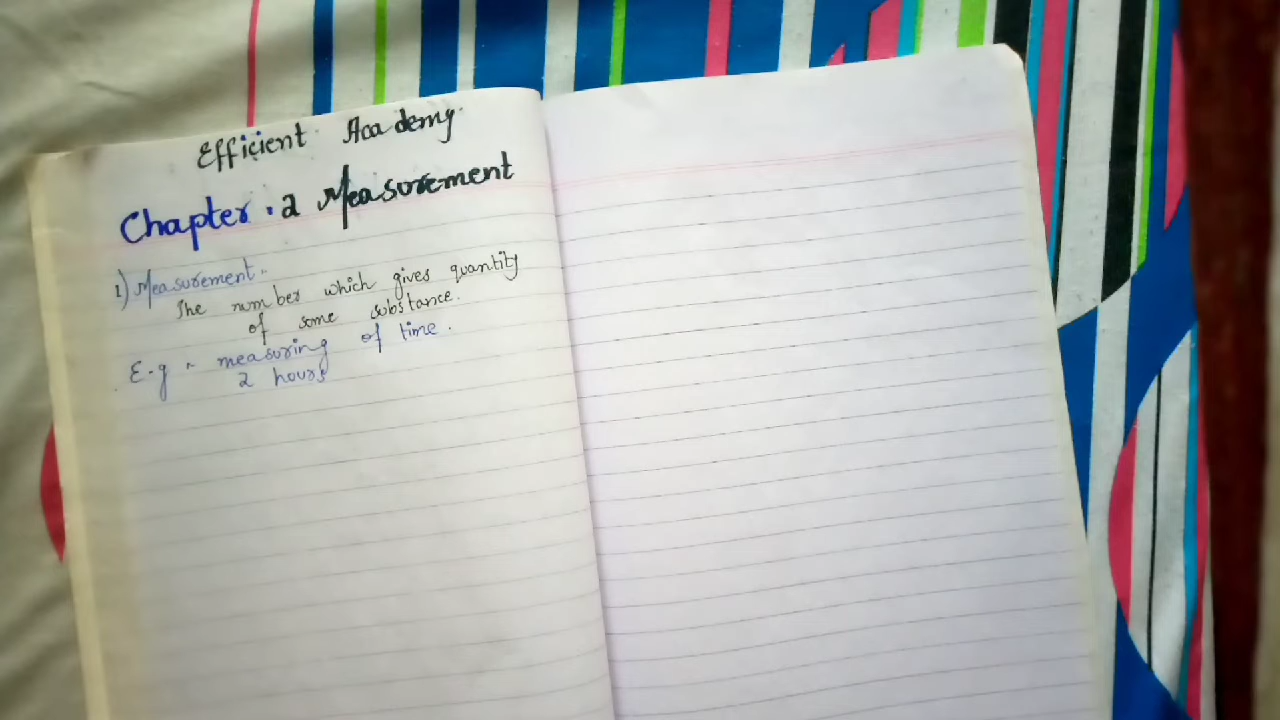 Efficient Academy
Chapter . 2 Measurement
1) Measurement.
The number which gives quantity
of some substance.
E.g :- measuring of time.
2 hours